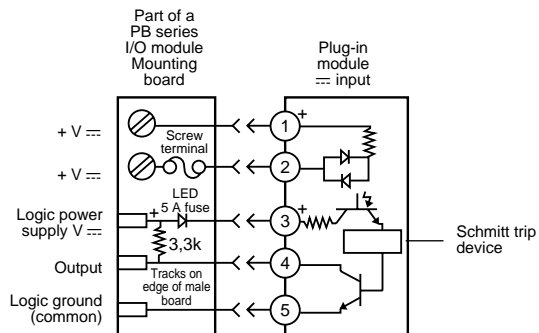 Part of a
PB series
I/O module
Mounting
board
Plug-in
module
⎓ input
+ V ⎓
Screw
terminal
1
+
+ V ⎓
2
LED
5 A fuse
Logic power
supply V ⎓
+
3
+
3,3k
Schmitt trip
device
Output
4
Tracks on
edge of male
board
Logic ground
(common)
5